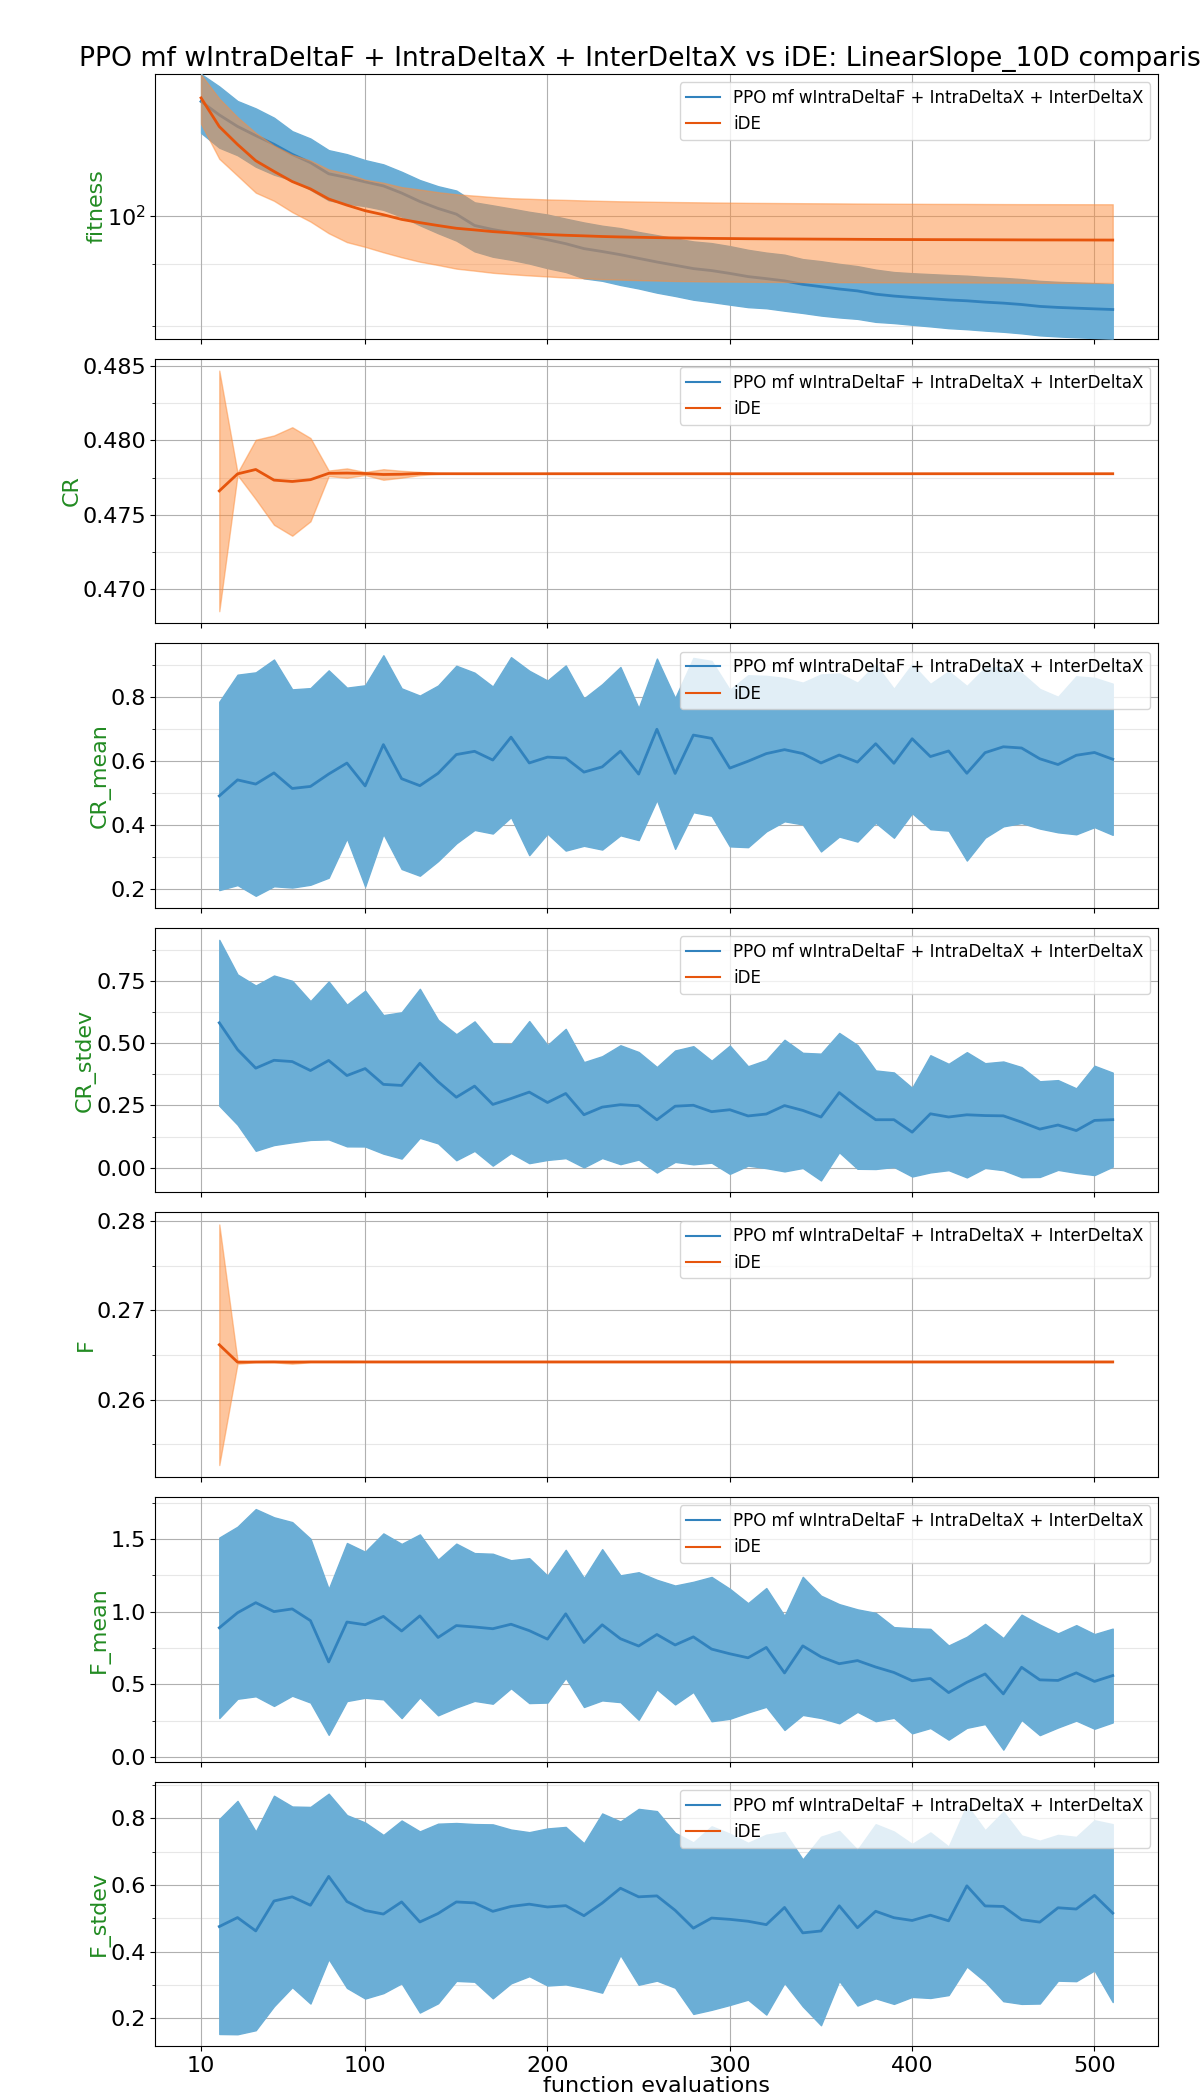 PPO mf wIntraDeltaF + IntraDeltaX + InterDeltaX vs iDE: LinearSlope_10D comparis
fitness
10²
PPO mf wIntraDeltaF + IntraDeltaX + InterDeltaX
iDE
CR
0.485
0.480
0.475
0.470
PPO mf wIntraDeltaF + IntraDeltaX + InterDeltaX
iDE
CR_mean
0.8
0.6
0.4
0.2
PPO mf wIntraDeltaF + IntraDeltaX + InterDeltaX
iDE
CR_stdev
0.75
0.50
0.25
0.00
PPO mf wIntraDeltaF + IntraDeltaX + InterDeltaX
iDE
F
0.28
0.27
0.26
PPO mf wIntraDeltaF + IntraDeltaX + InterDeltaX
iDE
F_mean
1.5
1.0
0.5
0.0
PPO mf wIntraDeltaF + IntraDeltaX + InterDeltaX
iDE
F_stdev
0.8
0.6
0.4
0.2
PPO mf wIntraDeltaF + IntraDeltaX + InterDeltaX
iDE
10 100 200 300 400 500
function evaluations